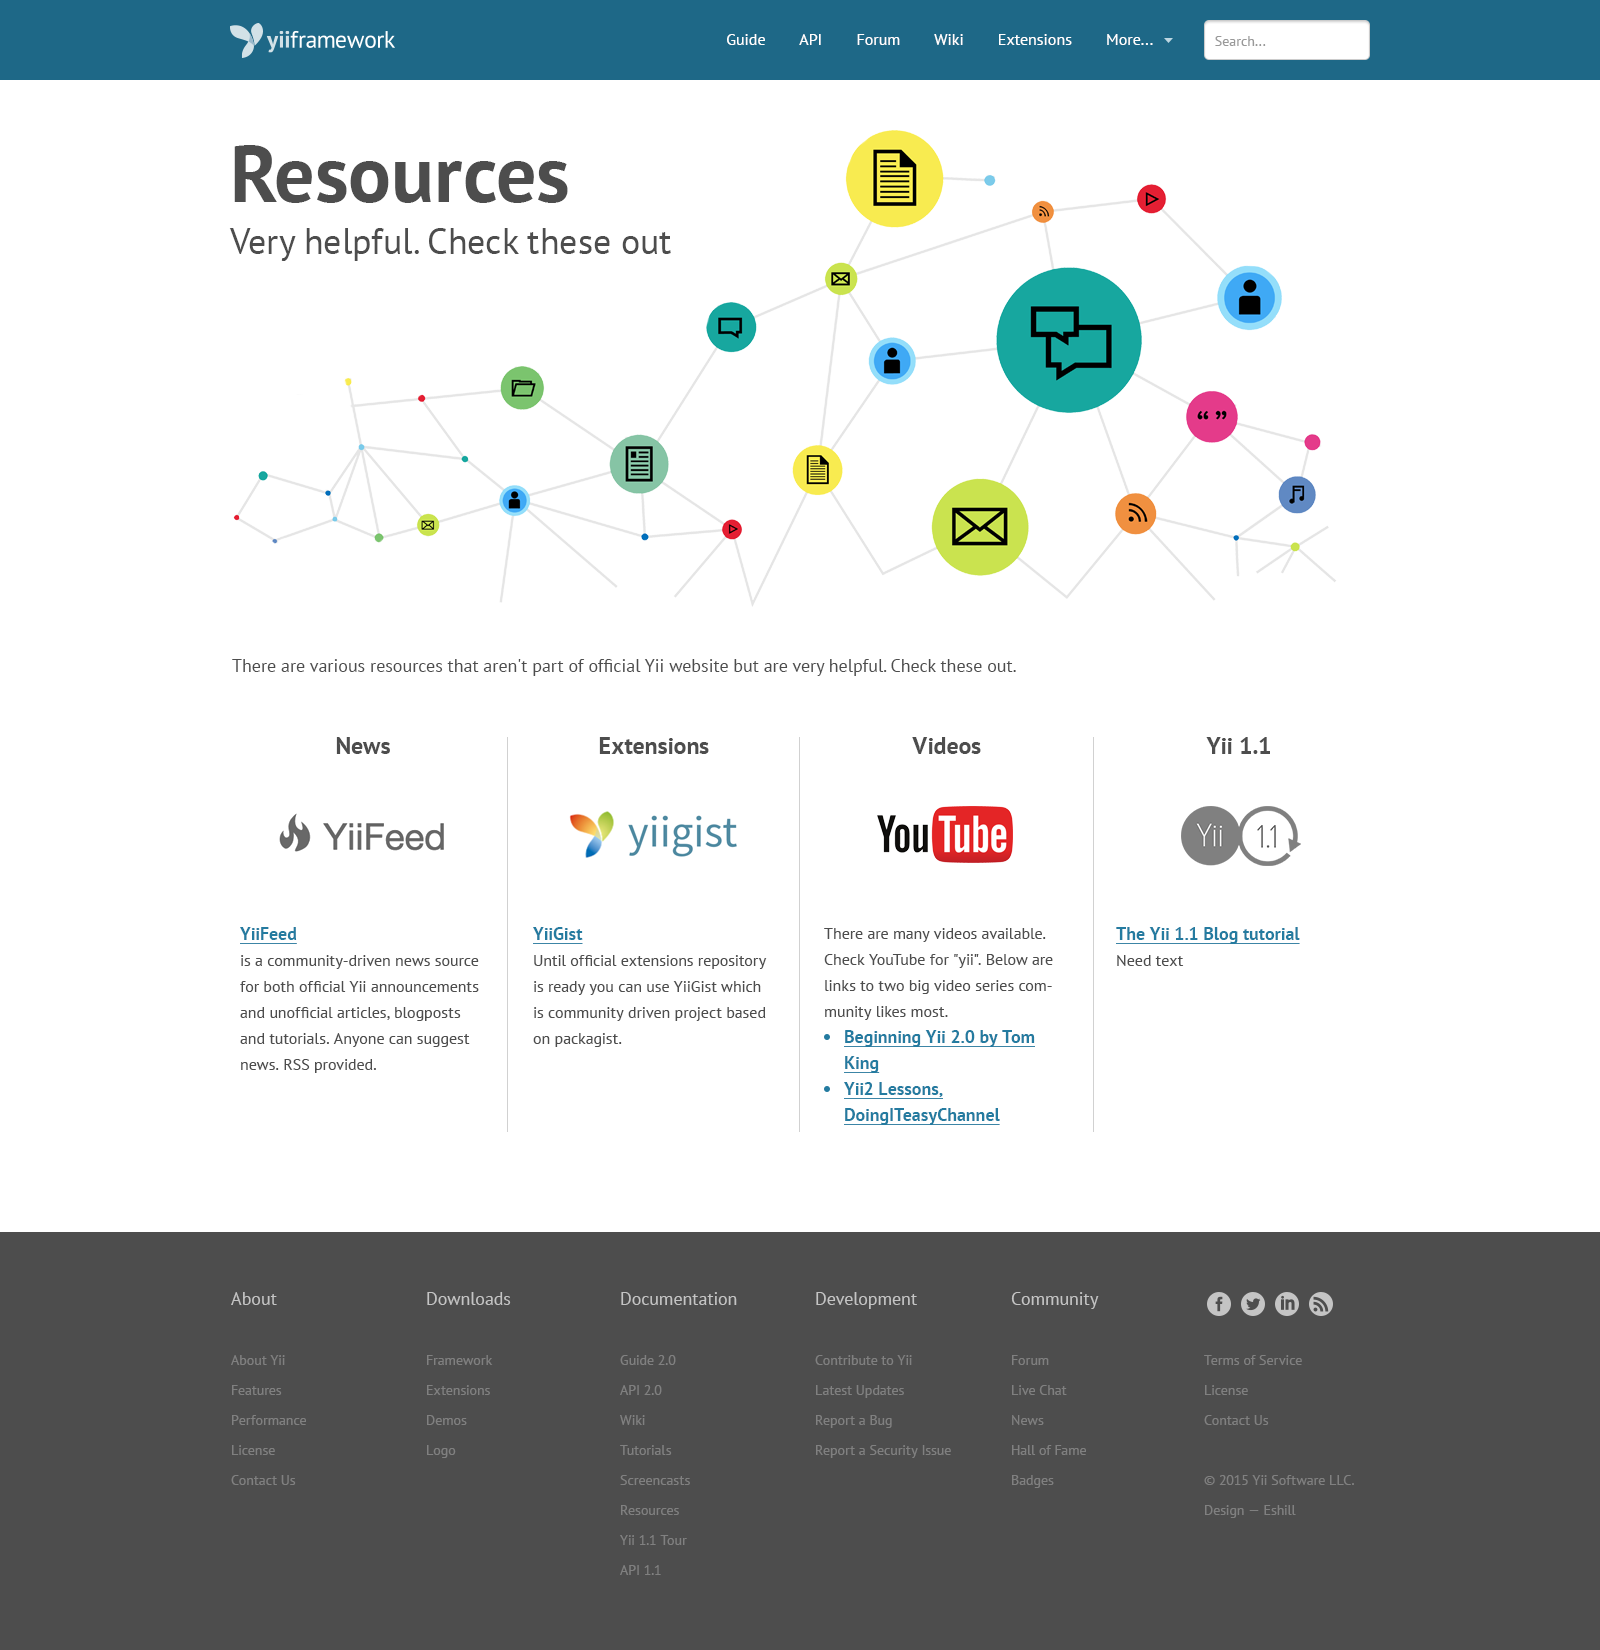 yiiframework
Guide API Forum Wiki Extensions More... Search...
Resources
Very helpful. Check these out
“ ”
There are various resources that aren't part of official Yii website but are very helpful. Check these out.
News
YiiFeed
YiiFeed
is a community-driven news source
for both official Yii announcements
and unofficial articles, blogposts
and tutorials. Anyone can suggest
news. RSS provided.
Extensions
yiigist
YiiGist
Until official extensions repository
is ready you can use YiiGist which
is community driven project based
on packagist.
Videos
YouTube
There are many videos available.
Check YouTube for "yii". Below are
links to two big video series com-
munity likes most.
• Beginning Yii 2.0 by Tom
King
• Yii2 Lessons,
DoingITeasyChannel
Yii 1.1
Yii 1.1
The Yii 1.1 Blog tutorial
Need text
About
About Yii
Features
Performance
License
Contact Us
Downloads
Framework
Extensions
Demos
Logo
Documentation
Guide 2.0
API 2.0
Wiki
Tutorials
Screencasts
Resources
Yii 1.1 Tour
API 1.1
Development
Contribute to Yii
Latest Updates
Report a Bug
Report a Security Issue
Community
Forum
Live Chat
News
Hall of Fame
Badges
f in
Terms of Service
License
Contact Us
© 2015 Yii Software LLC.
Design — Eshill